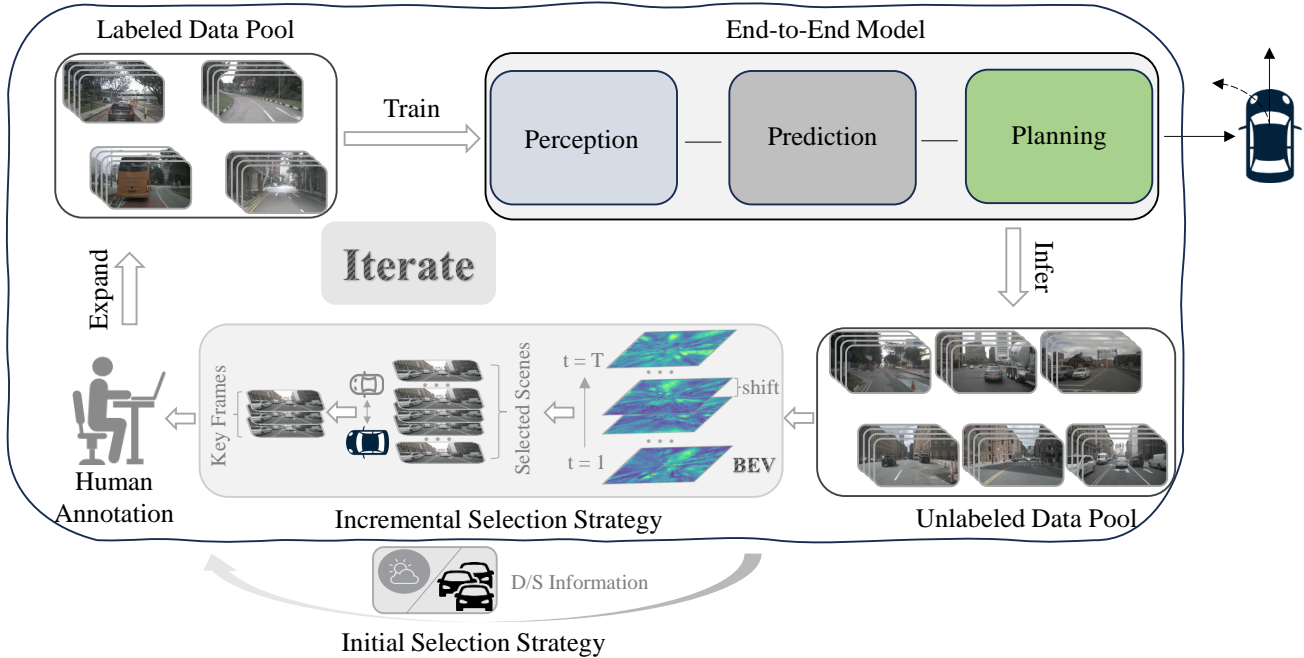 Labeled Data Pool
End-to-End Model
Train
Perception
Prediction
Planning
Iterate
Expand
Infer
Key Frames
Selected Scenes
t = T
shift
t = 1
BEV
Human
Annotation
Incremental Selection Strategy
Unlabeled Data Pool
D/S Information
Initial Selection Strategy